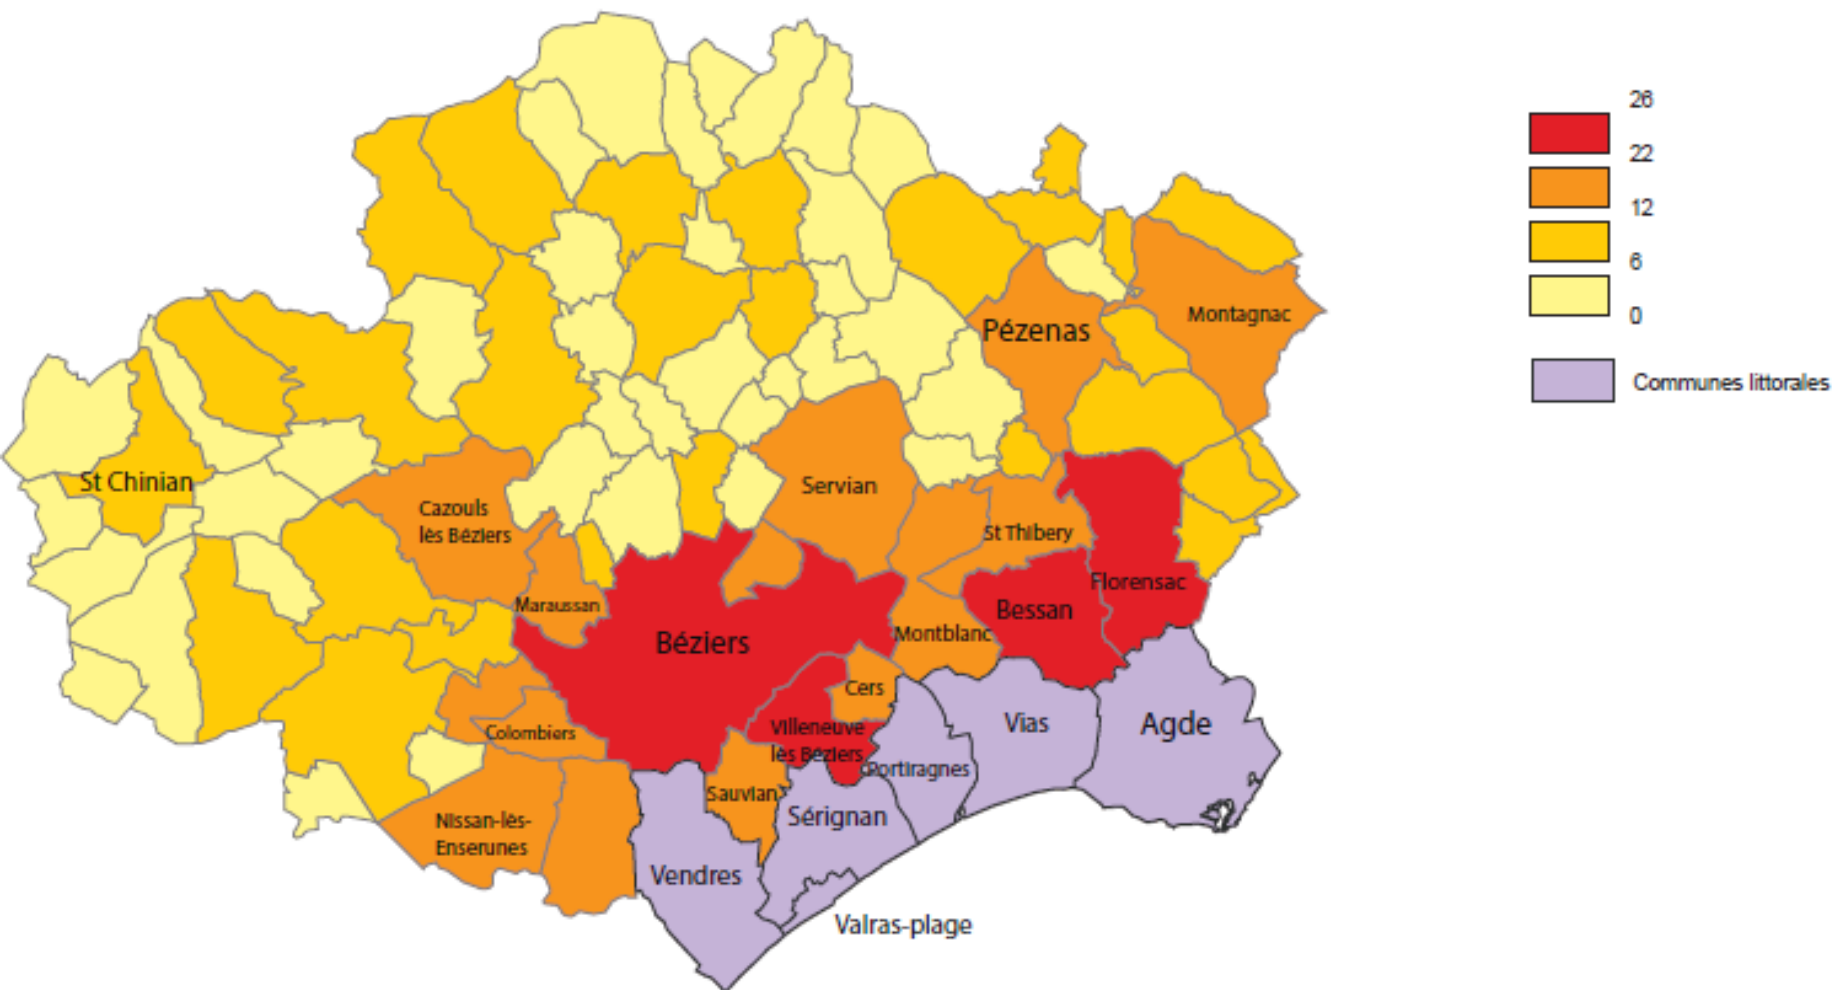 26
22
12
6
0
Communes littorales
Montagnac
Pézenas
St Chinian
Servian
Cazouls
lès Béziers
St Thibery
Florensac
Maraussan
Bessan
Montblanc
Béziers
Cers
Vias
Agde
Villeneuve
lès Béziers
Colombiers
Portiragnes
Sauvian
Sérignan
Nissan-lès-
Enserunes
Vendres
Valras-plage